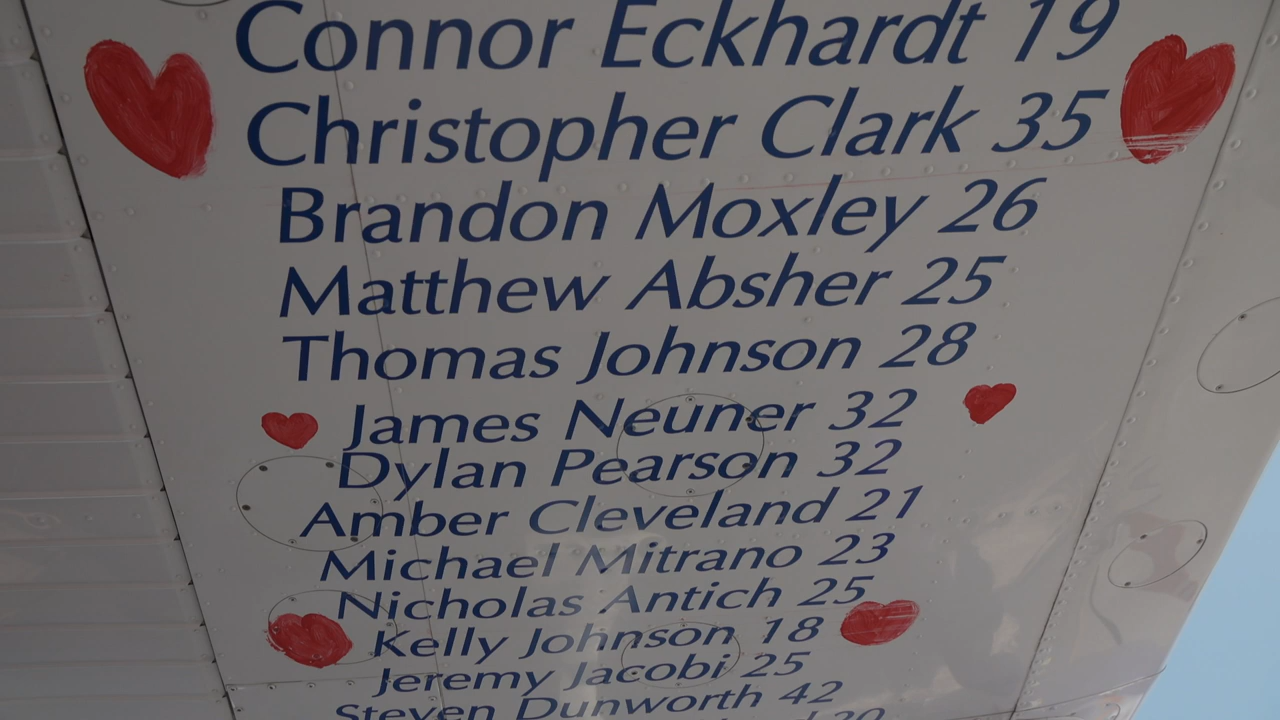 Connor Eckhardt 19
Christopher Clark 35
Brandon Moxley 26
Matthew Absher 25
Thomas Johnson 28
James Neuner 32
Dylan Pearson 32
Amber Cleveland 21
Michael Mitrano 23
Nicholas Antich 25
Kelly Johnson 18
Jeremy Jacobi 25
Steven Dunworth 42